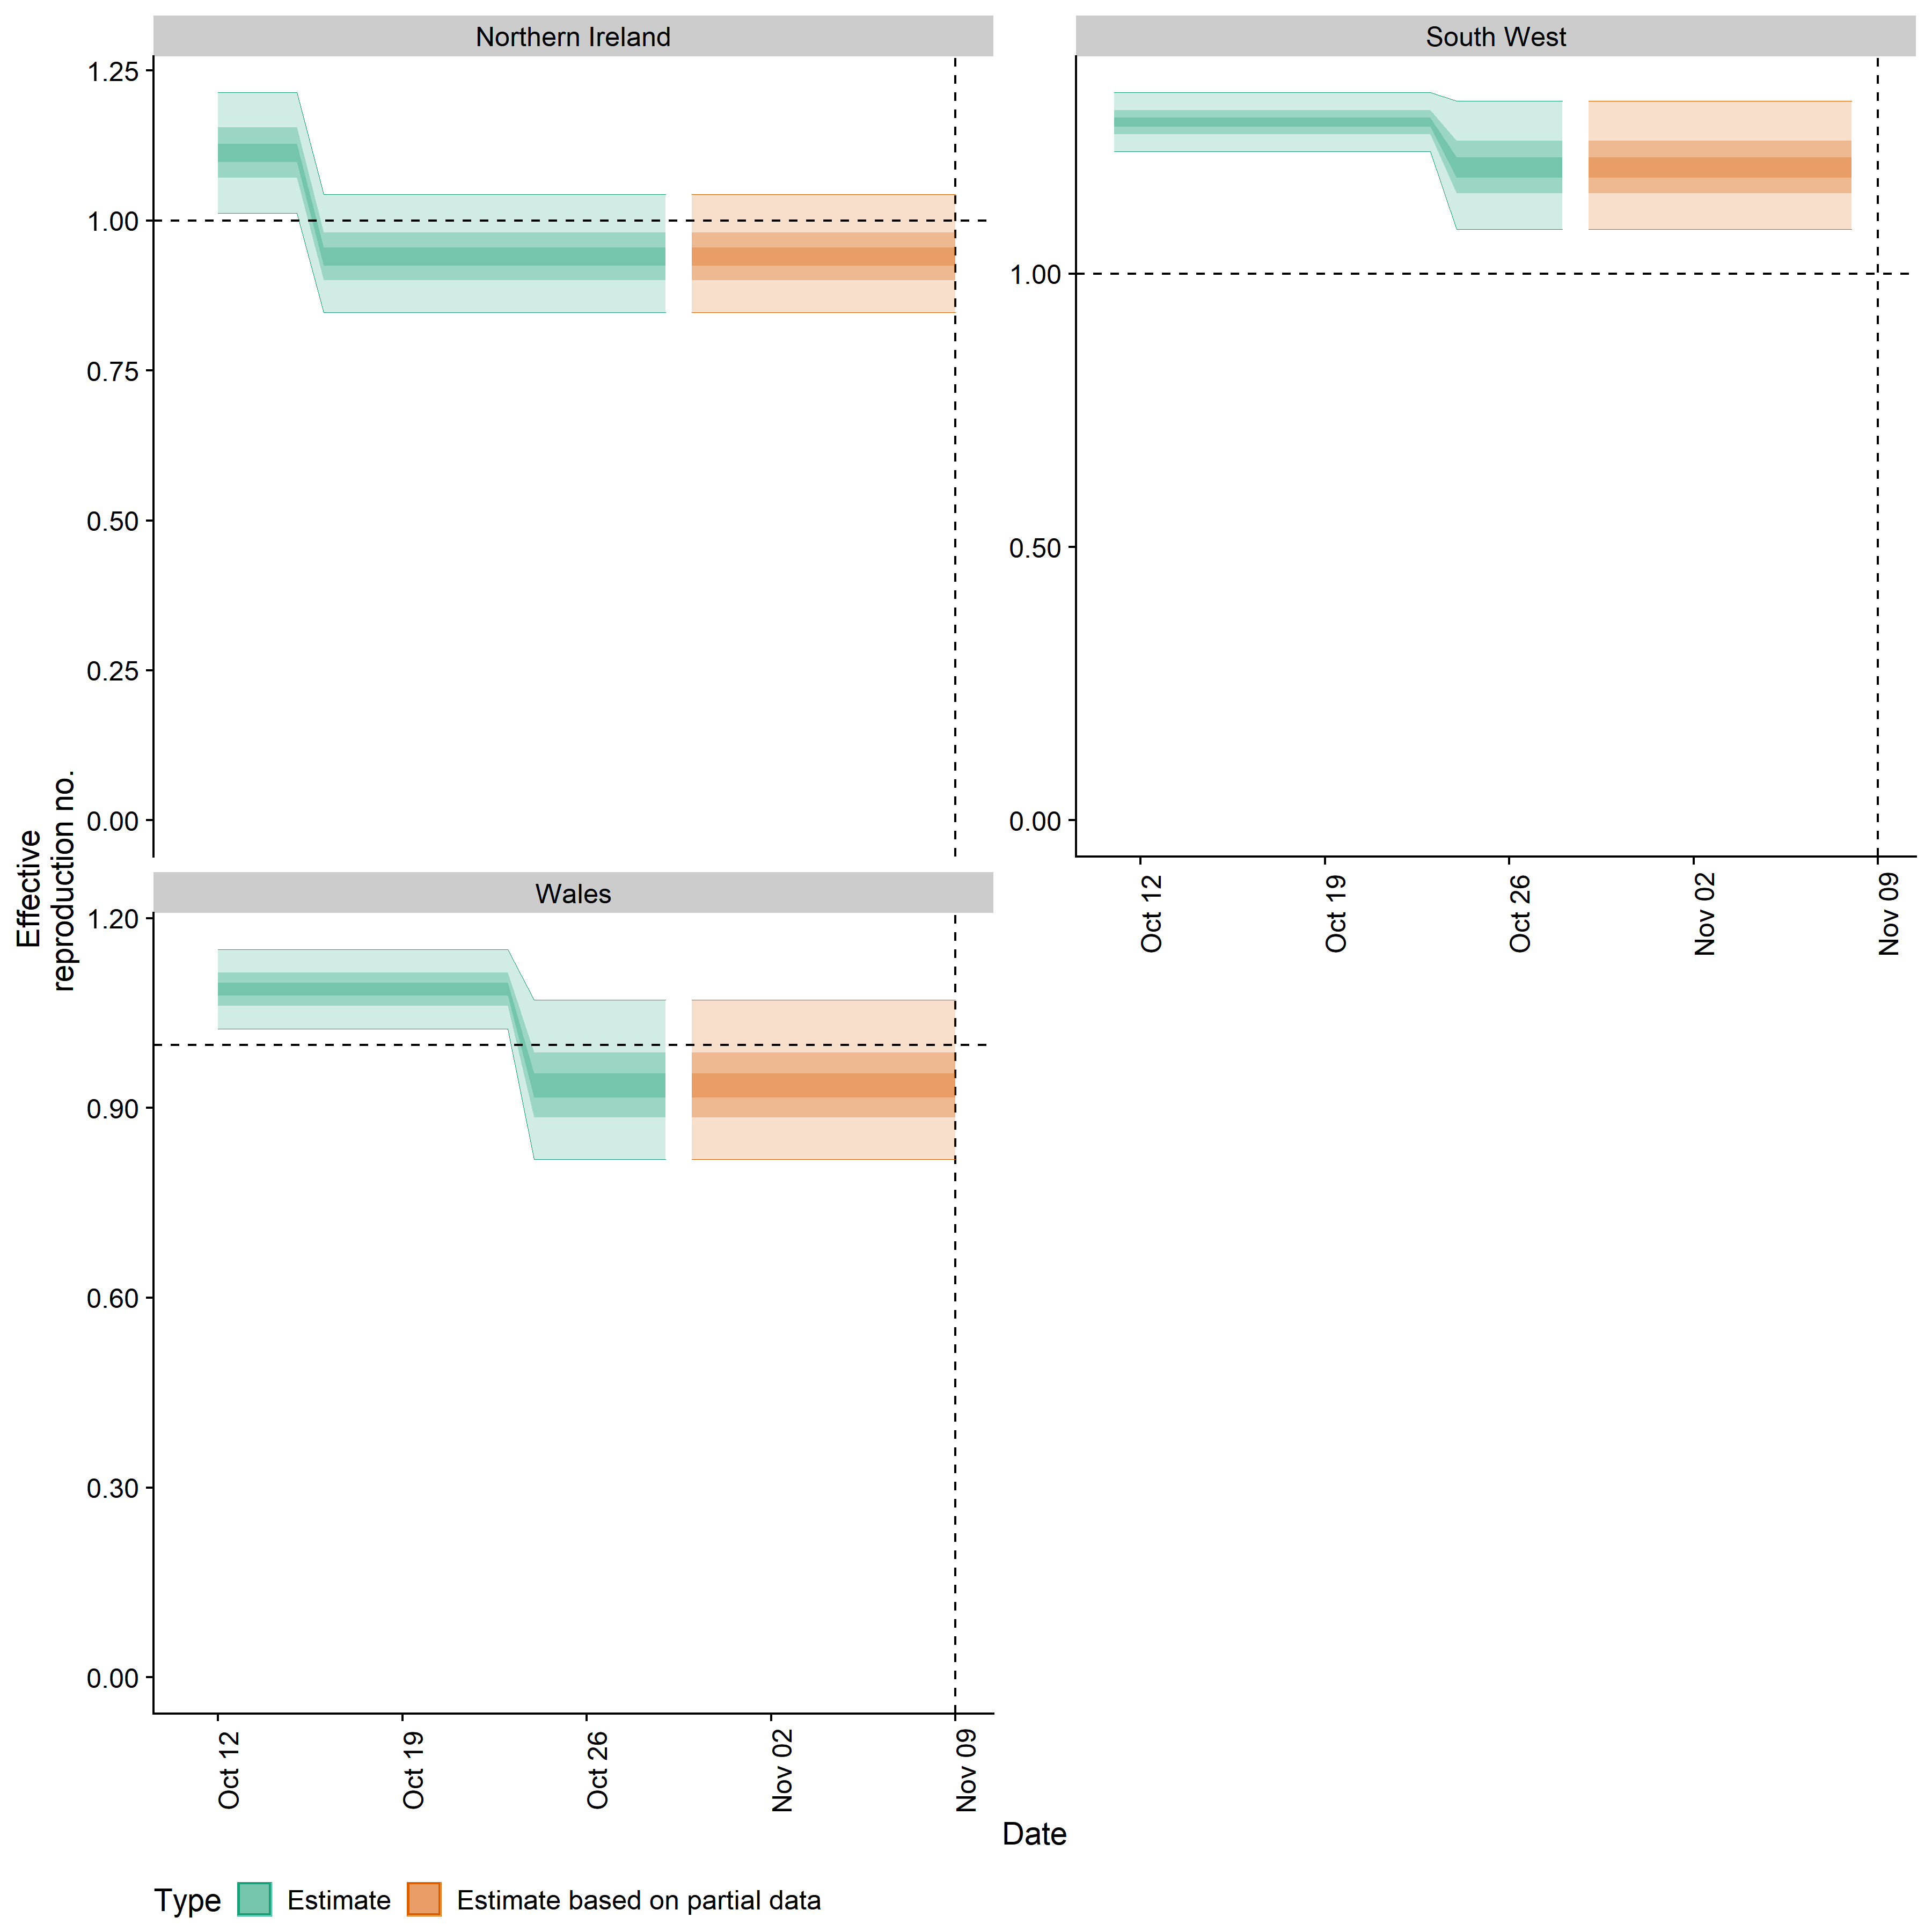 Northern Ireland
South West
1.25
1.00
0.75
0.50
0.25
0.00
1.00
0.50
0.00
Oct 12
Oct 19
Oct 26
Nov 02
Nov 09
Effective
reproduction no.
Wales
1.20
0.90
0.60
0.30
0.00
Oct 12
Oct 19
Oct 26
Nov 02
Nov 09
Date
Type Estimate Estimate based on partial data